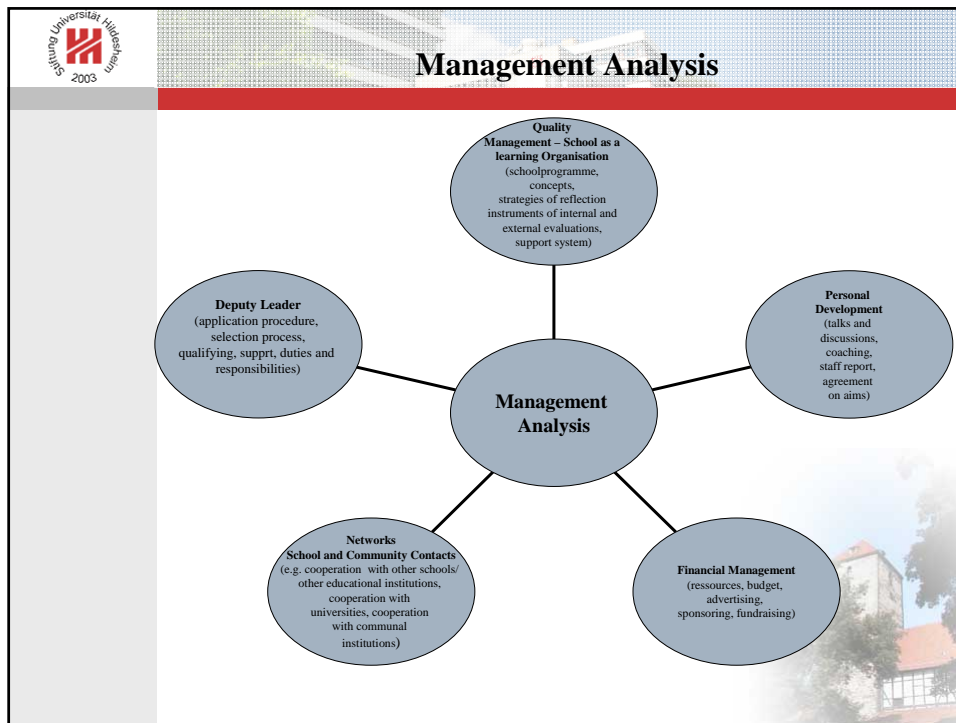 Stiftung Universität Hildesheim
2003
Management Analysis
Quality
Management – School as a
learning Organisation
(schoolprogramme,
concepts,
strategies of reflection
instruments of internal and
external evaluations,
support system)
Deputy Leader
(application procedure,
selection process,
qualifying, supprt, duties and
responsibilities)
Personal
Development
(talks and
discussions,
coaching,
staff report,
agreement
on aims)
Management
Analysis
Networks
School and Community Contacts
(e.g. cooperation with other schools/
other educational institutions,
cooperation with
universities, cooperation
with communal
institutions)
Financial Management
(ressources, budget,
advertising,
sponsoring, fundraising)